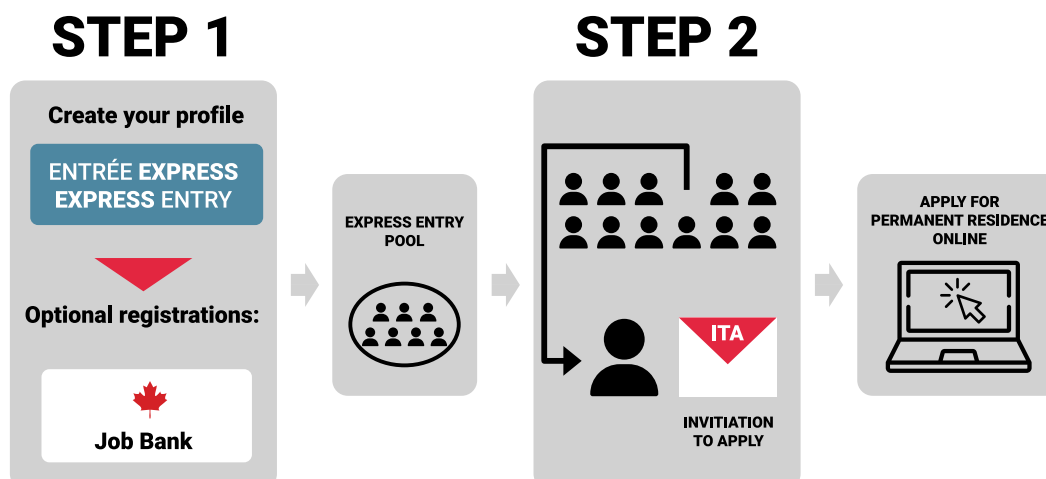 STEP 1
Create your profile
ENTRÉE EXPRESS
EXPRESS ENTRY
Optional registrations:
Job Bank
EXPRESS ENTRY
POOL
STEP 2
ITA
INVITIATION
TO APPLY
APPLY FOR
PERMANENT RESIDENCE
ONLINE